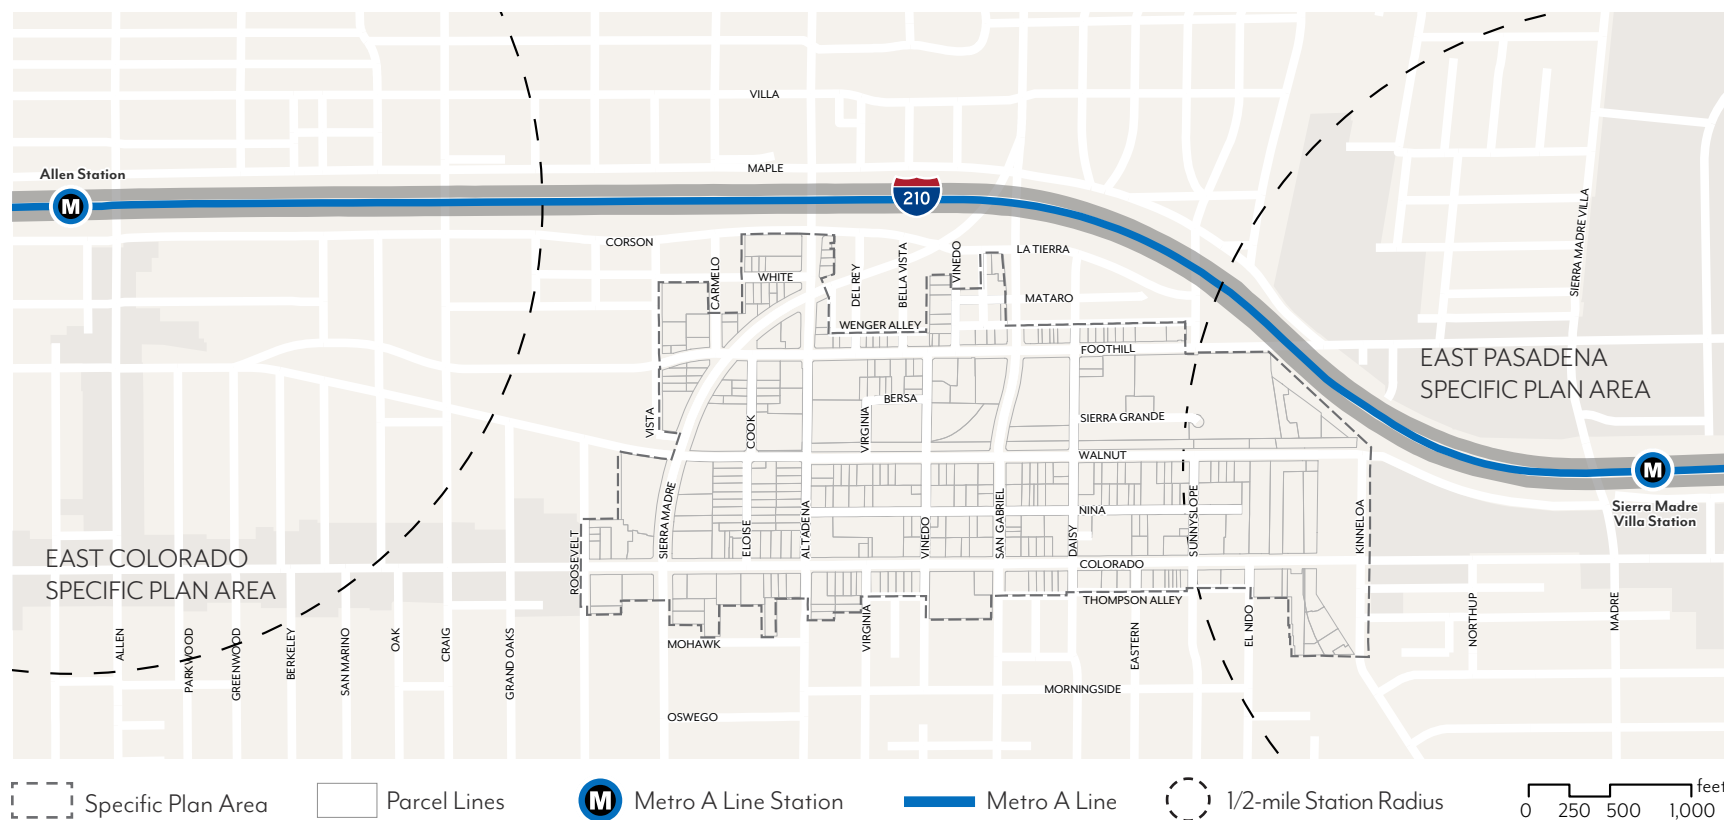 VILLA
MAPLE
Allen Station
M
210
SIERRA MADRE VILLA
CORSON
CARMELO
WHITE
DEL REY
BELLA VISTA
VINEDO
LA TIERRA
MATARO
WENGER ALLEY
FOOTHILL
EAST PASADENA
SPECIFIC PLAN AREA
VISTA
COOK
VIRGINIA
BERSA
SIERRA GRANDE
WALNUT
M
Sierra Madre
Villa Station
SIERRA MADRE
ELOISE
ALTADENA
VINEDO
SAN GABRIEL
NINA
DAISY
SUNNYSLOPE
KINNELOA
EAST COLORADO
SPECIFIC PLAN AREA
ROOSEVELT
COLORADO
THOMPSON ALLEY
ALLEN
PARKWOOD
GREENWOOD
BERKELEY
SAN MARINO
OAK
CRAIG
GRAND OAKS
MOHAWK
VIRGINIA
EASTERN
EL NIDO
NORTHUP
MADRE
MORNINGSIDE
OSWEGO
Specific Plan Area
Parcel Lines
M
Metro A Line Station
Metro A Line
1/2-mile Station Radius
feet
0 250 500 1,000